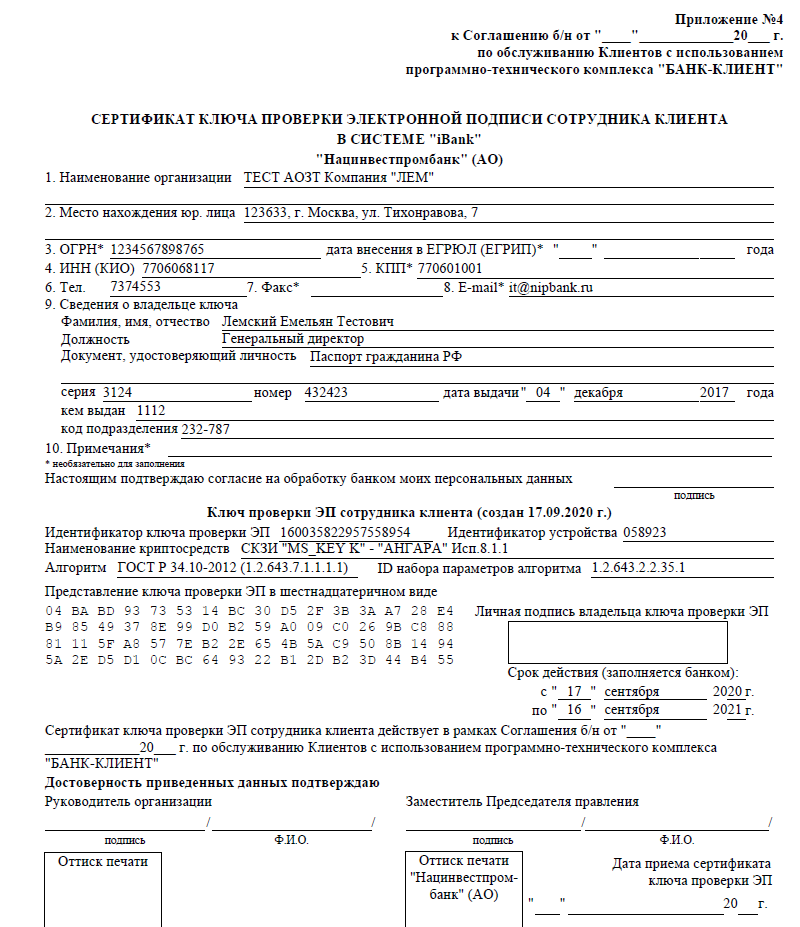 Приложение №4
к Соглашению б/н от "____"________________20___ г.
по обслуживанию Клиентов с использованием
программно-технического комплекса "БАНК-КЛИЕНТ"
СЕРТИФИКАТ КЛЮЧА ПРОВЕРКИ ЭЛЕКТРОННОЙ ПОДПИСИ СОТРУДНИКА КЛИЕНТА
В СИСТЕМЕ "iBank"
"Нацинвестпромбанк" (АО)
1. Наименование организации ТЕСТ АОЗТ Компания "ЛЕМ"
2. Место нахождения юр. лица 123633, г. Москва, ул. Тихонравова, 7
3. ОГРН* 1234567898765 дата внесения в ЕГРЮЛ (ЕГРИП)* "____" ____________ ____ года
4. ИНН (КИО) 7706068117 5. КПП* 770601001
6. Тел. 7374553 7. Факс* 8. E-mail* it@nipbank.ru
9. Сведения о владельце ключа
Фамилия, имя, отчество Лемский Емельян Тестович
Должность Генеральный директор
Документ, удостоверяющий личность Паспорт гражданина РФ
серия 3124 номер 432423 дата выдачи" 04 " декабря 2017 года
кем выдан 1112
код подразделения 232-787
10. Примечания*
* необязательно для заполнения
Настоящим подтверждаю согласие на обработку банком моих персональных данных
подпись
Ключ проверки ЭП сотрудника клиента (создан 17.09.2020 г.)
Идентификатор ключа проверки ЭП 160035822957558954 Идентификатор устройства 058923
Наименование криптосредств СКЗИ "MS_KEY K" - "АНГАРА" Исп.8.1.1
Алгоритм ГОСТ Р 34.10-2012 (1.2.643.7.1.1.1.1) ID набора параметров алгоритма 1.2.643.2.2.35.1
Представление ключа проверки ЭП в шестнадцатеричном виде
04 BA BD 93 73 53 14 BC 30 D5 2F 3B 3A A7 28 E4
B9 85 49 37 8E 99 D0 B2 59 A0 09 C0 26 9B C8 88
81 11 5F A8 57 7E B2 2E 65 4B 5A C9 50 8B 14 94
5A 2E D5 D1 0C BC 64 93 22 B1 2D B2 3D 44 B4 55
Личная подпись владельца ключа проверки ЭП
Срок действия (заполняется банком):
с " 17 " сентября 2020 г.
по " 16 " сентября 2021 г.
Сертификат ключа проверки ЭП сотрудника клиента действует в рамках Соглашения б/н от "____"
_____________20___ г. по обслуживанию Клиентов с использованием программно-технического комплекса
"БАНК-КЛИЕНТ"
Достоверность приведенных данных подтверждаю
Руководитель организации Заместитель Председателя правления
/ / / /
подпись Ф.И.О. подпись Ф.И.О.
Оттиск печати
Оттиск печати
"Нацинвестпром-
банк" (АО)
Дата приема сертификата
ключа проверки ЭП
"____" ____________________20___г.